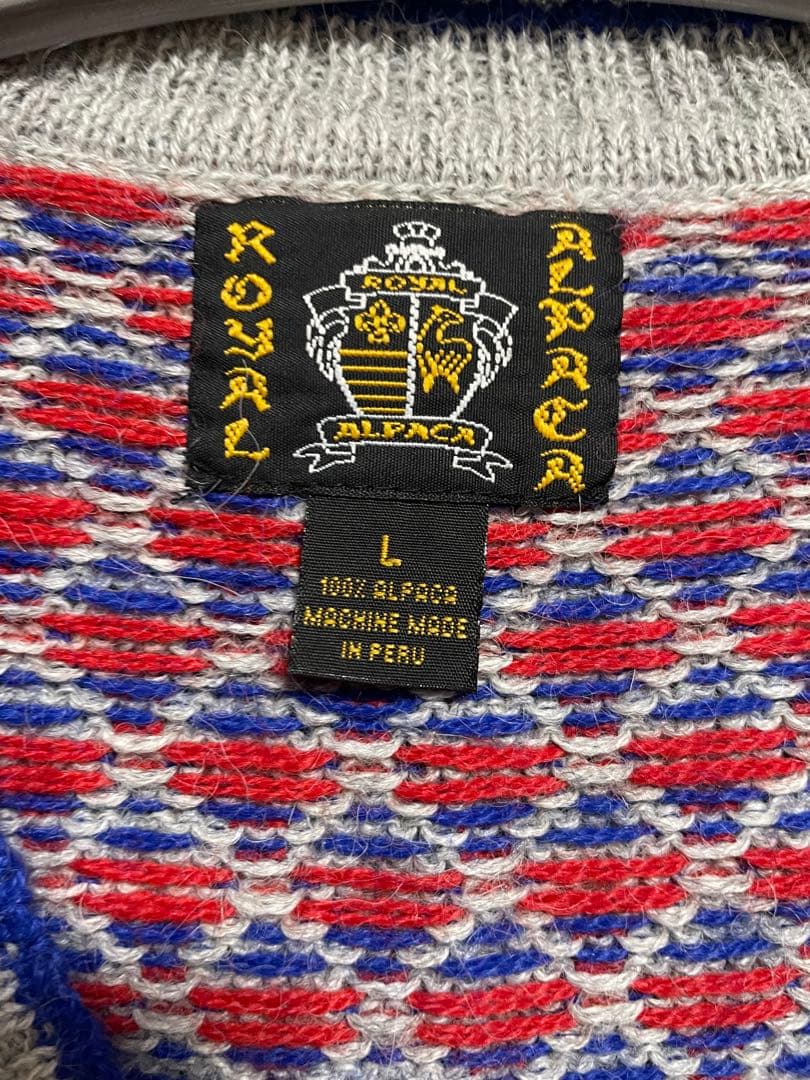 ROYAL
ROYAL
ALPACA
ALPACA
L
100% ALPACA
MACHINE MADE
IN PERU